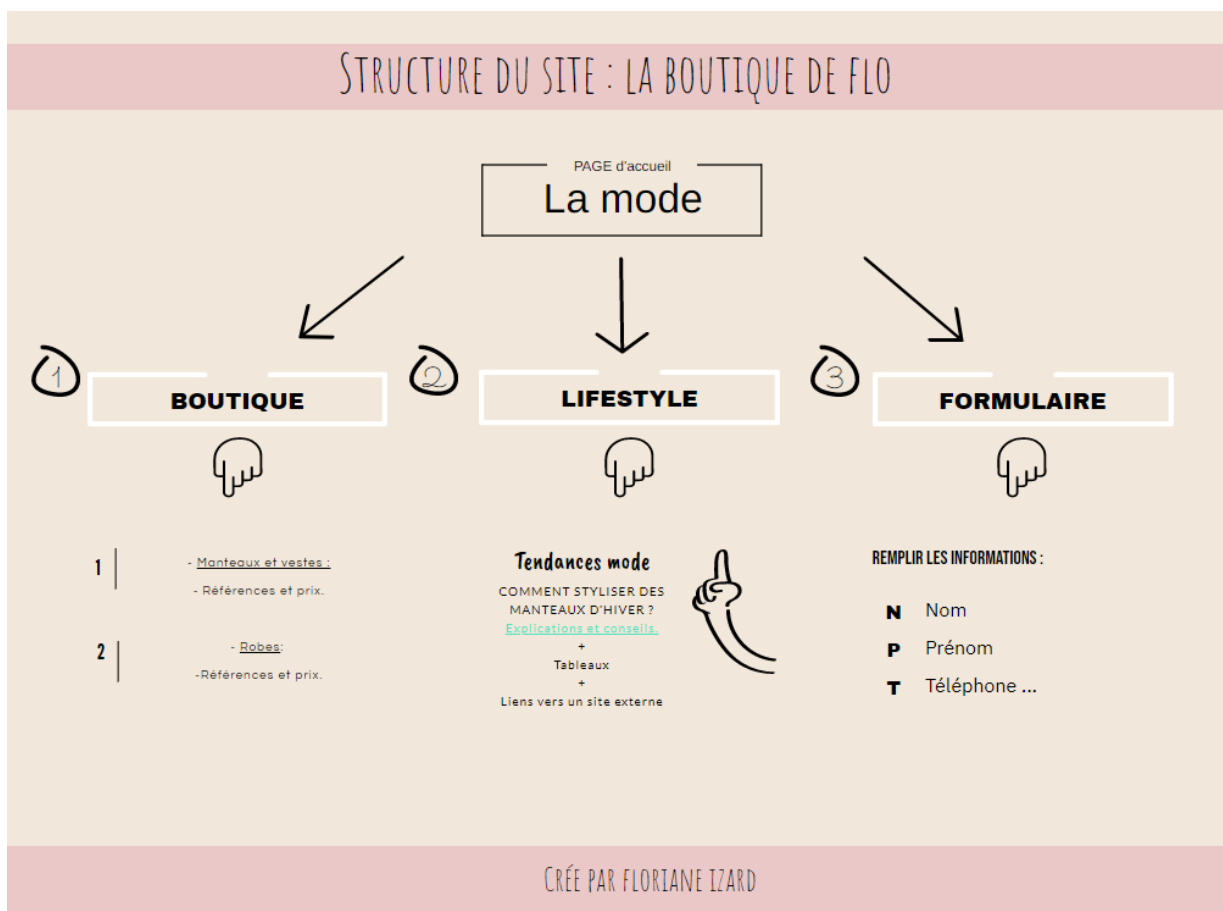 STRUCTURE DU SITE : LA BOUTIQUE DE FLO
PAGE d'accueil
La mode
1
BOUTIQUE
2
LIFESTYLE
3
FORMULAIRE
1
- Manteaux et vestes :
- Références et prix.
2
- Robes:
-Références et prix.
Tendances mode
COMMENT STYLISER DES
MANTEAUX D'HIVER ?
Explications et conseils.
+
Tableaux
+
Liens vers un site externe
REMPLIR LES INFORMATIONS :
N Nom
P Prénom
T Téléphone ...
CRÉE PAR FLORIANE IZARD